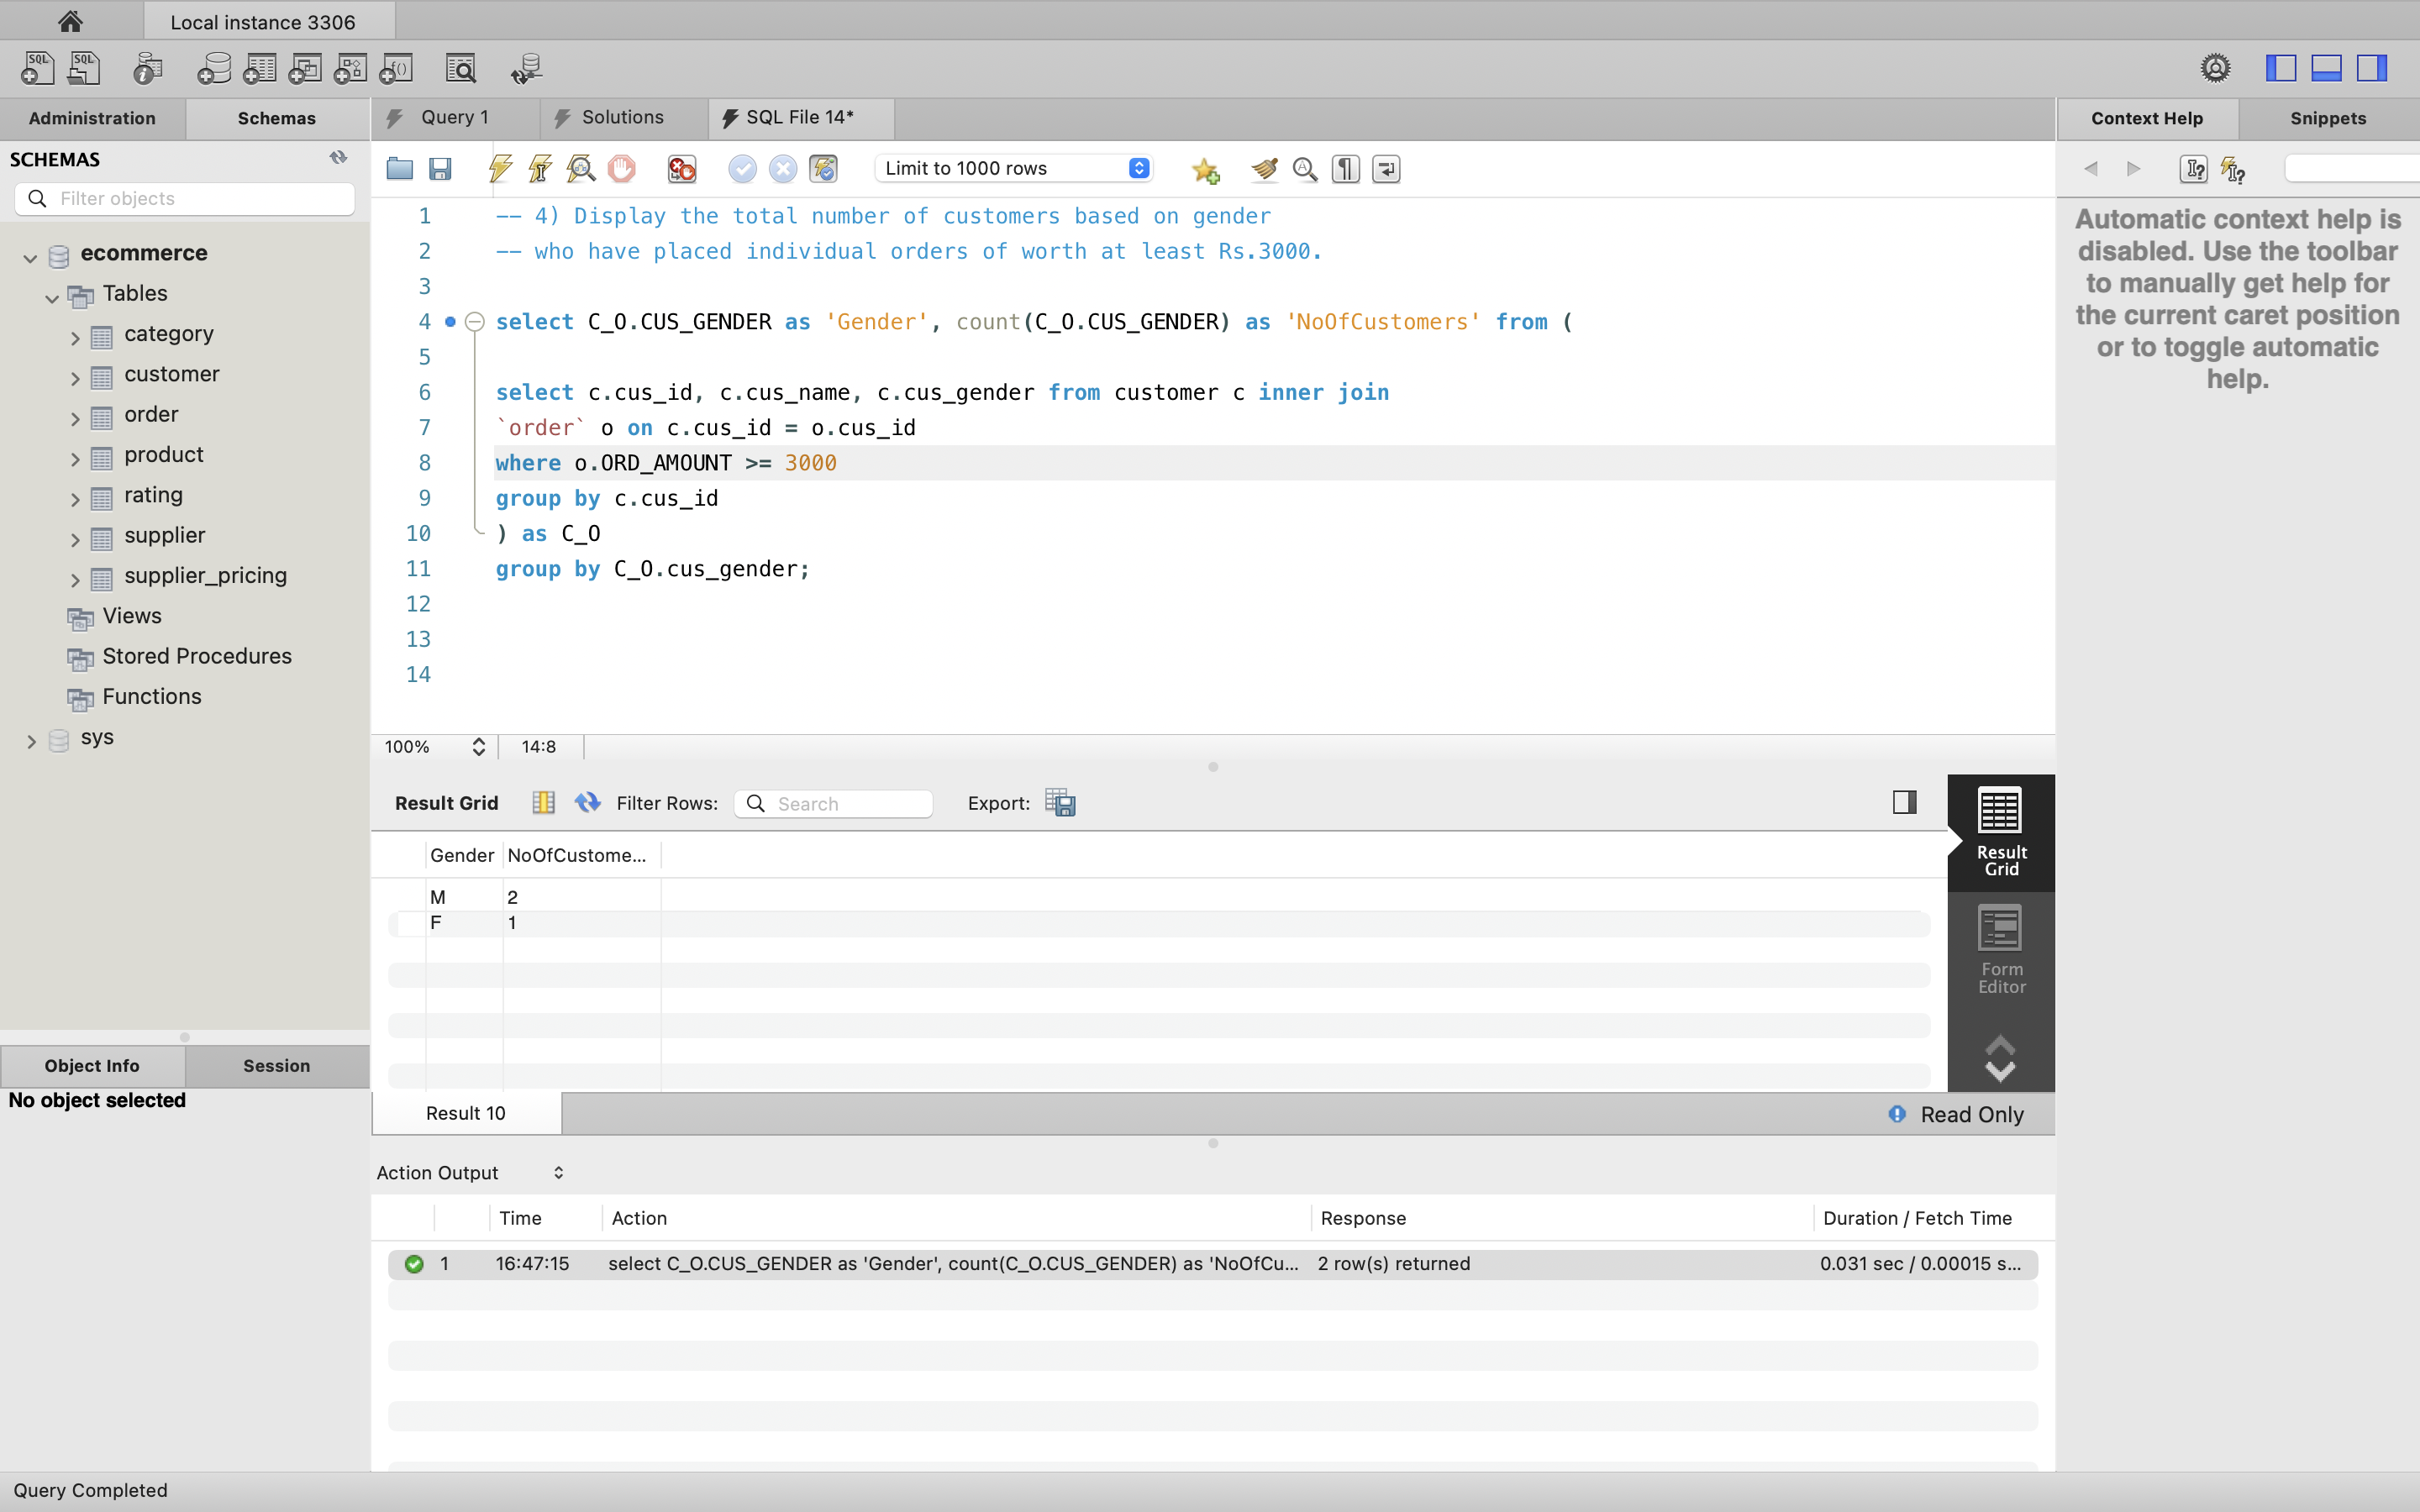 Local instance 3306
Administration
Schemas
Query 1
Solutions
SQL File 14*
Context Help
Snippets
SCHEMAS
Filter objects
Limit to 1000 rows
ecommerce
Tables
category
customer
order
product
rating
supplier
supplier_pricing
Views
Stored Procedures
Functions
sys
1 -- 4) Display the total number of customers based on gender
2 -- who have placed individual orders of worth at least Rs.3000.
3
4 select C_O.CUS_GENDER as 'Gender', count(C_O.CUS_GENDER) as 'NoOfCustomers' from (
5
6 select c.cus_id, c.cus_name, c.cus_gender from customer c inner join
7 `order` o on c.cus_id = o.cus_id
8 where o.ORD_AMOUNT >= 3000
9 group by c.cus_id
10 ) as C_O
11 group by C_O.cus_gender;
12
13
14
Automatic context help is
disabled. Use the toolbar
to manually get help for
the current caret position
or to toggle automatic
help.
100%
14:8
Result Grid
Filter Rows:
Search
Export:
Gender NoOfCustome...
M 2
F 1
Result
Grid
Form
Editor
Result 10
Read Only
Object Info
Session
No object selected
Action Output
Time Action Response Duration / Fetch Time
1 16:47:15 select C_O.CUS_GENDER as 'Gender', count(C_O.CUS_GENDER) as 'NoOfCu... 2 row(s) returned 0.031 sec / 0.00015 s...
Query Completed